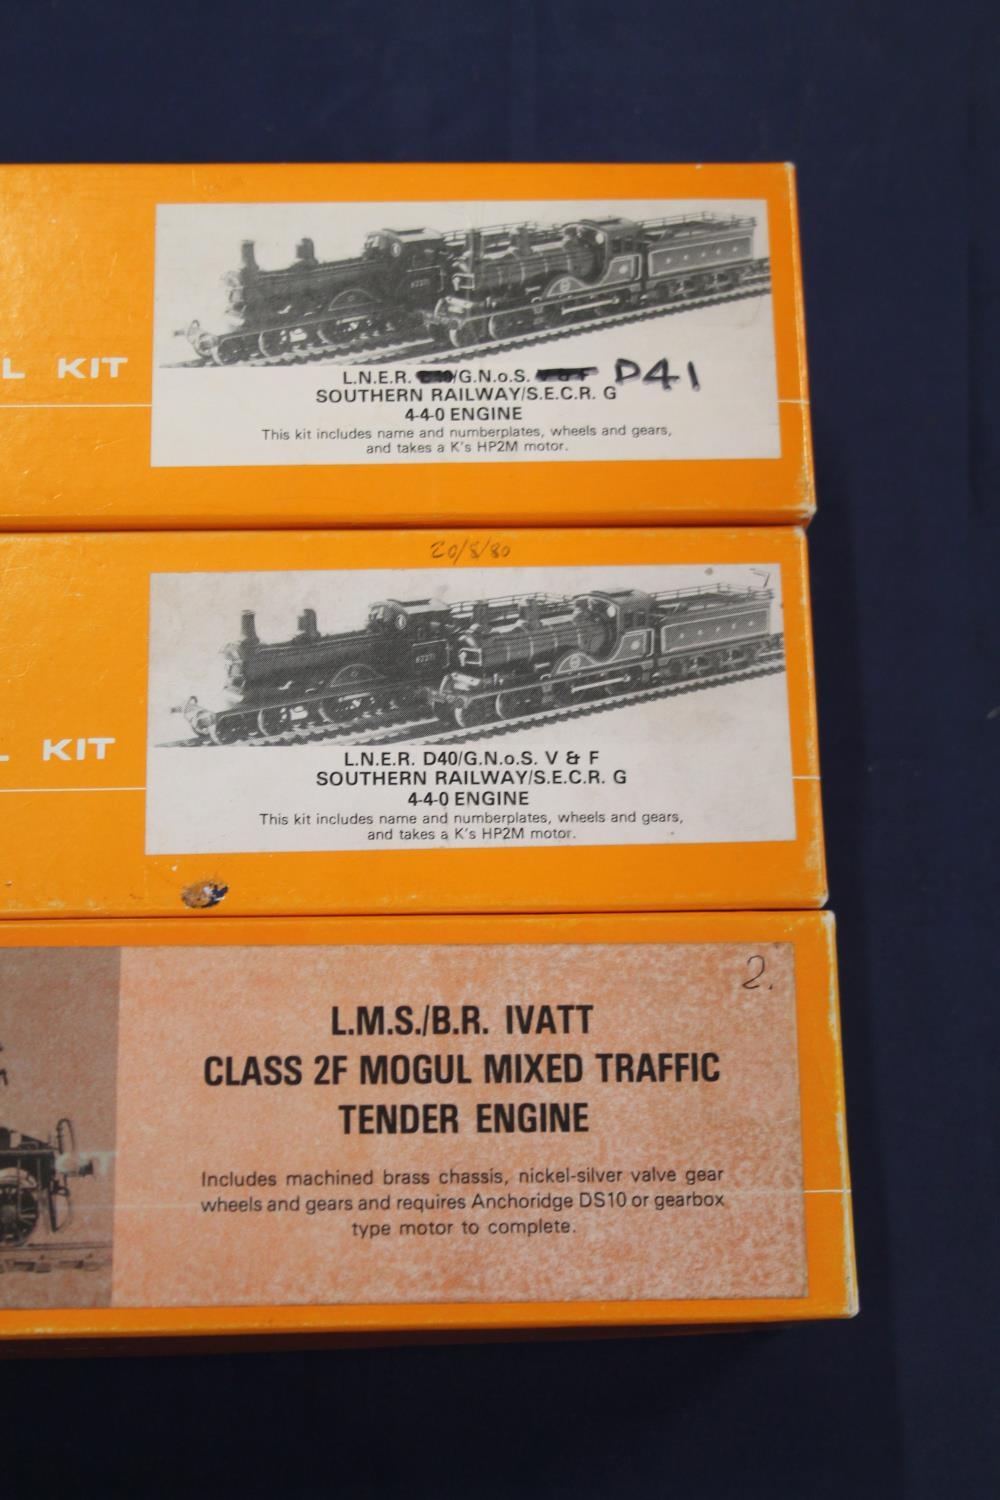 L KIT
L.N.E.R. /G.N.o.S. D41
SOUTHERN RAILWAY/S.E.C.R. G
4-4-0 ENGINE
This kit includes name and numberplates, wheels and gears,
and takes a K's HP2M motor.
20/8/80
KIT
L.N.E.R. D40/G.N.o.S. V & F
SOUTHERN RAILWAY/S.E.C.R. G
4-4-0 ENGINE
This kit includes name and numberplates, wheels and gears,
and takes a K's HP2M motor.
2.
L.M.S./B.R. IVATT
CLASS 2F MOGUL MIXED TRAFFIC
TENDER ENGINE
Includes machined brass chassis, nickel-silver valve gear
wheels and gears and requires Anchoridge DS10 or gearbox
type motor to complete.